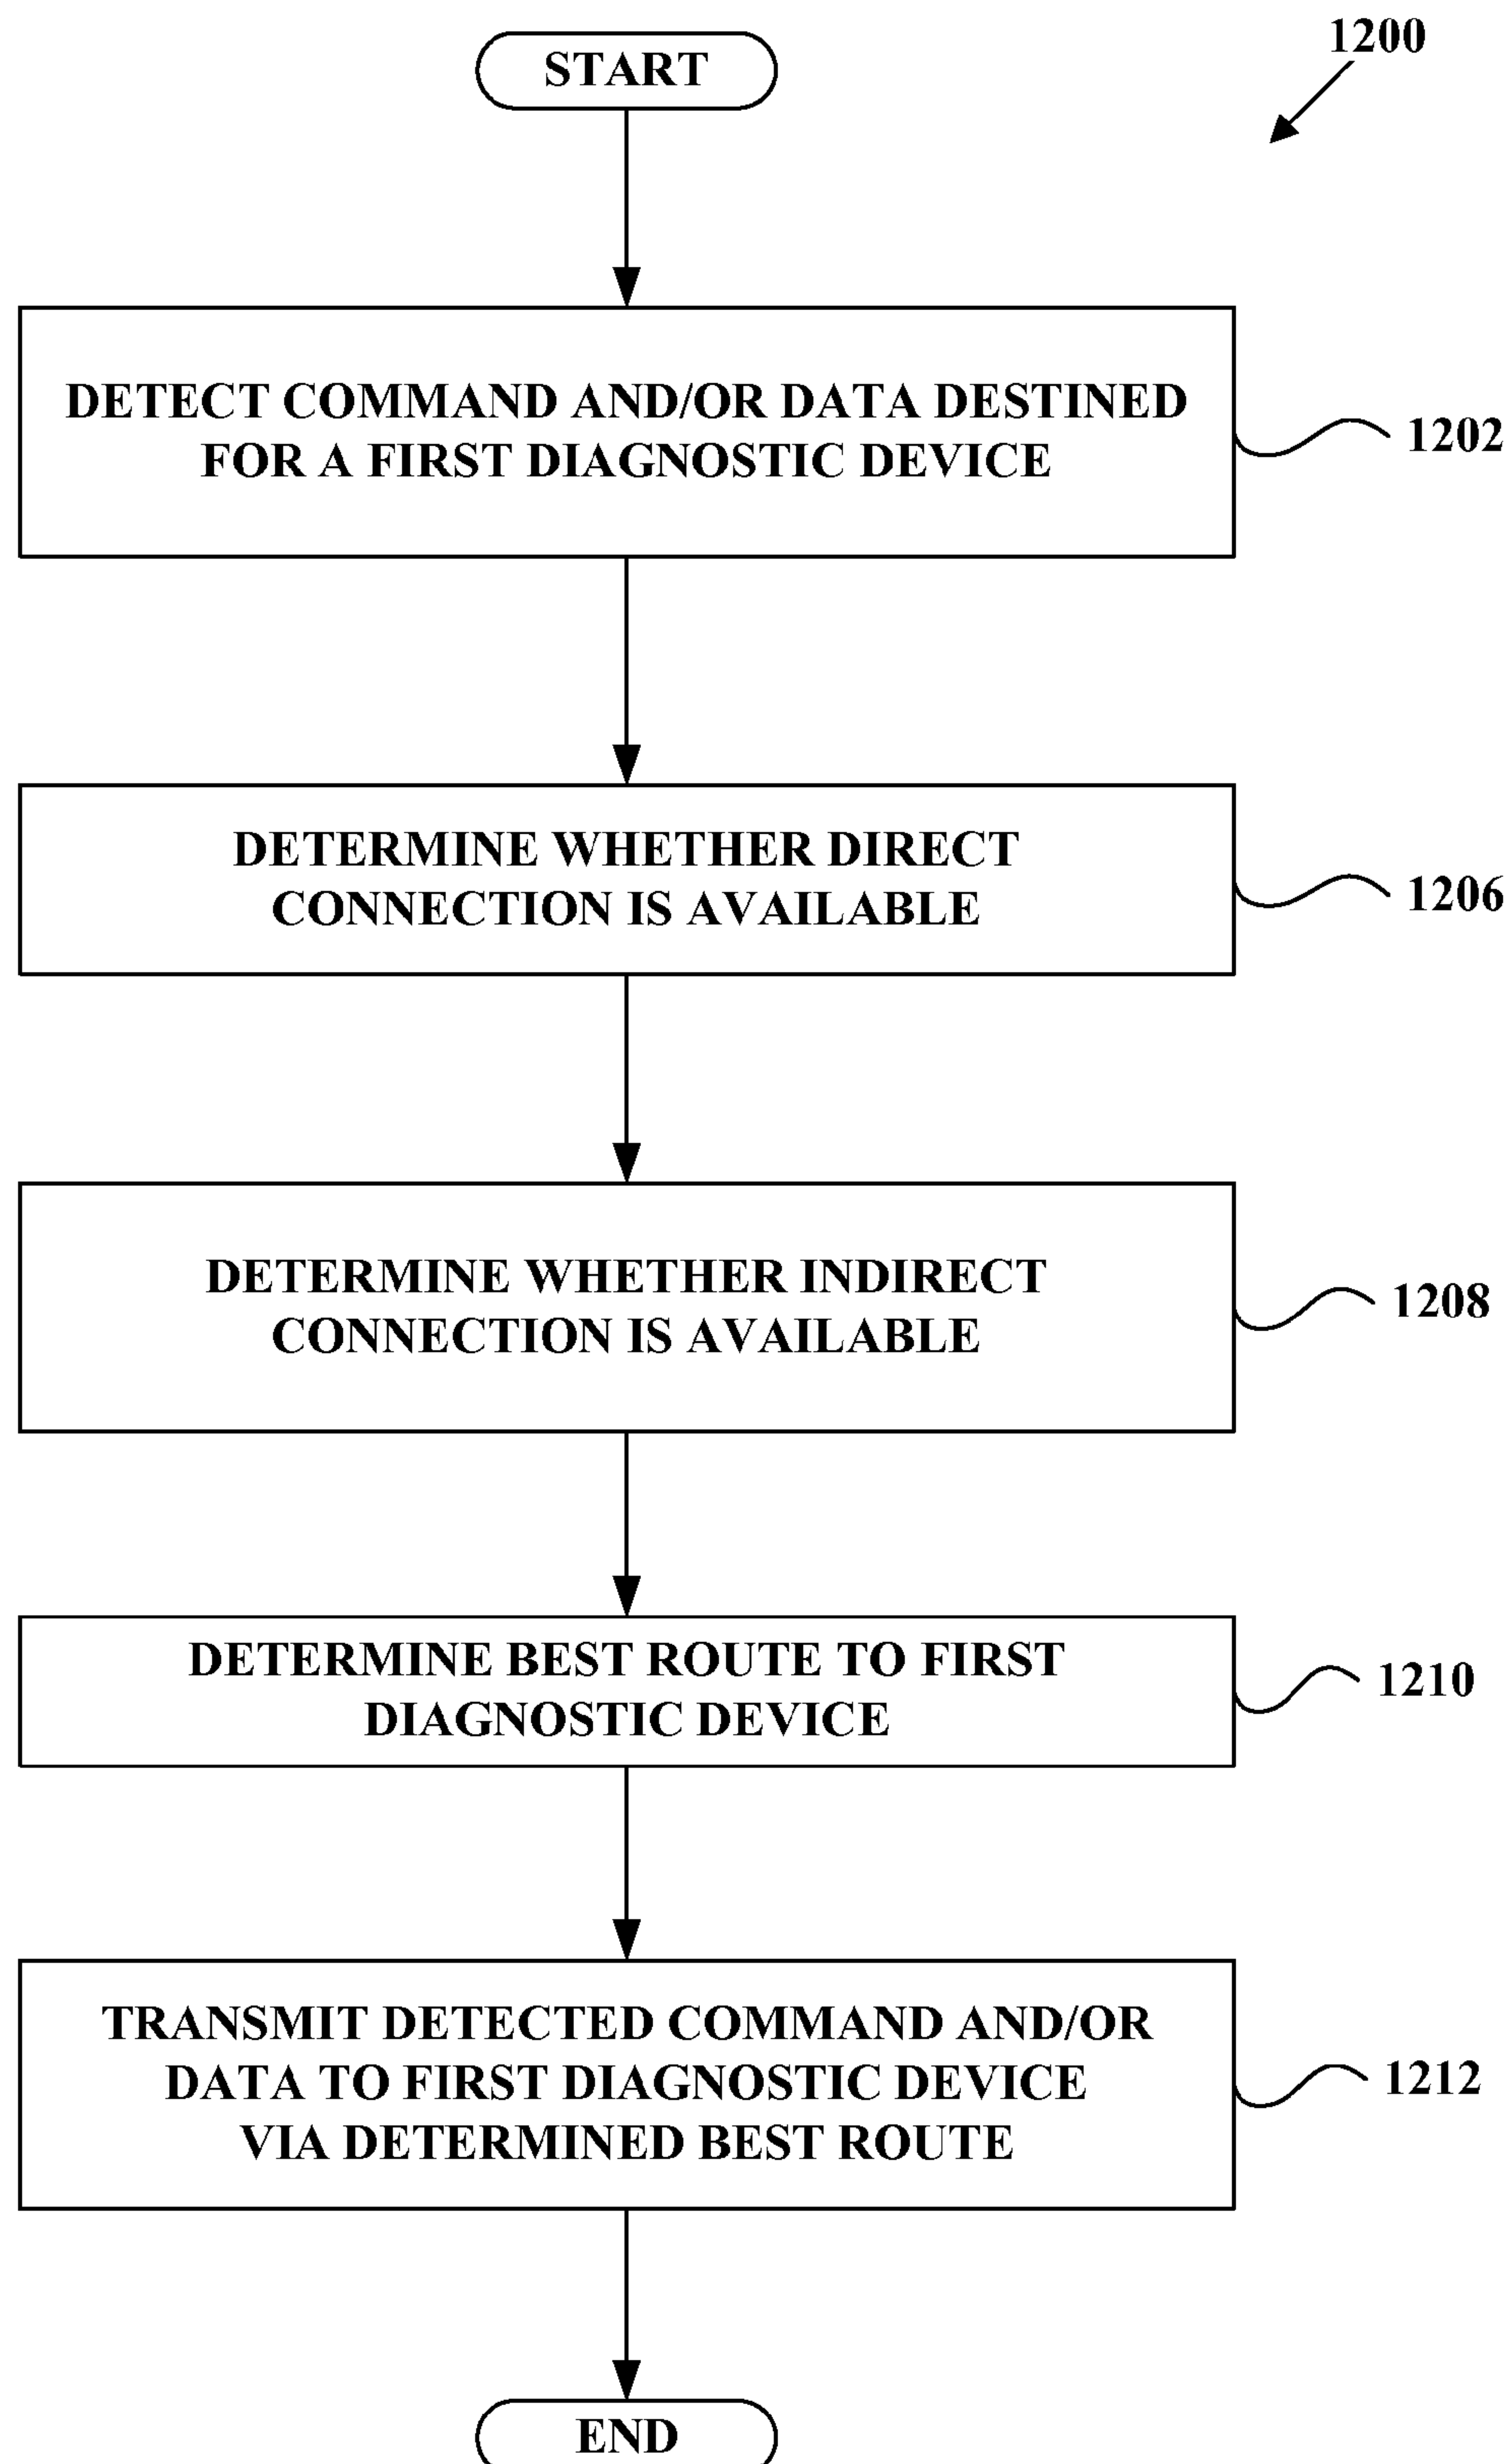 START
1200
DETECT COMMAND AND/OR DATA DESTINED
FOR A FIRST DIAGNOSTIC DEVICE
1202
DETERMINE WHETHER DIRECT
CONNECTION IS AVAILABLE
1206
DETERMINE WHETHER INDIRECT
CONNECTION IS AVAILABLE
1208
DETERMINE BEST ROUTE TO FIRST
DIAGNOSTIC DEVICE
1210
TRANSMIT DETECTED COMMAND AND/OR
DATA TO FIRST DIAGNOSTIC DEVICE
VIA DETERMINED BEST ROUTE
1212
END